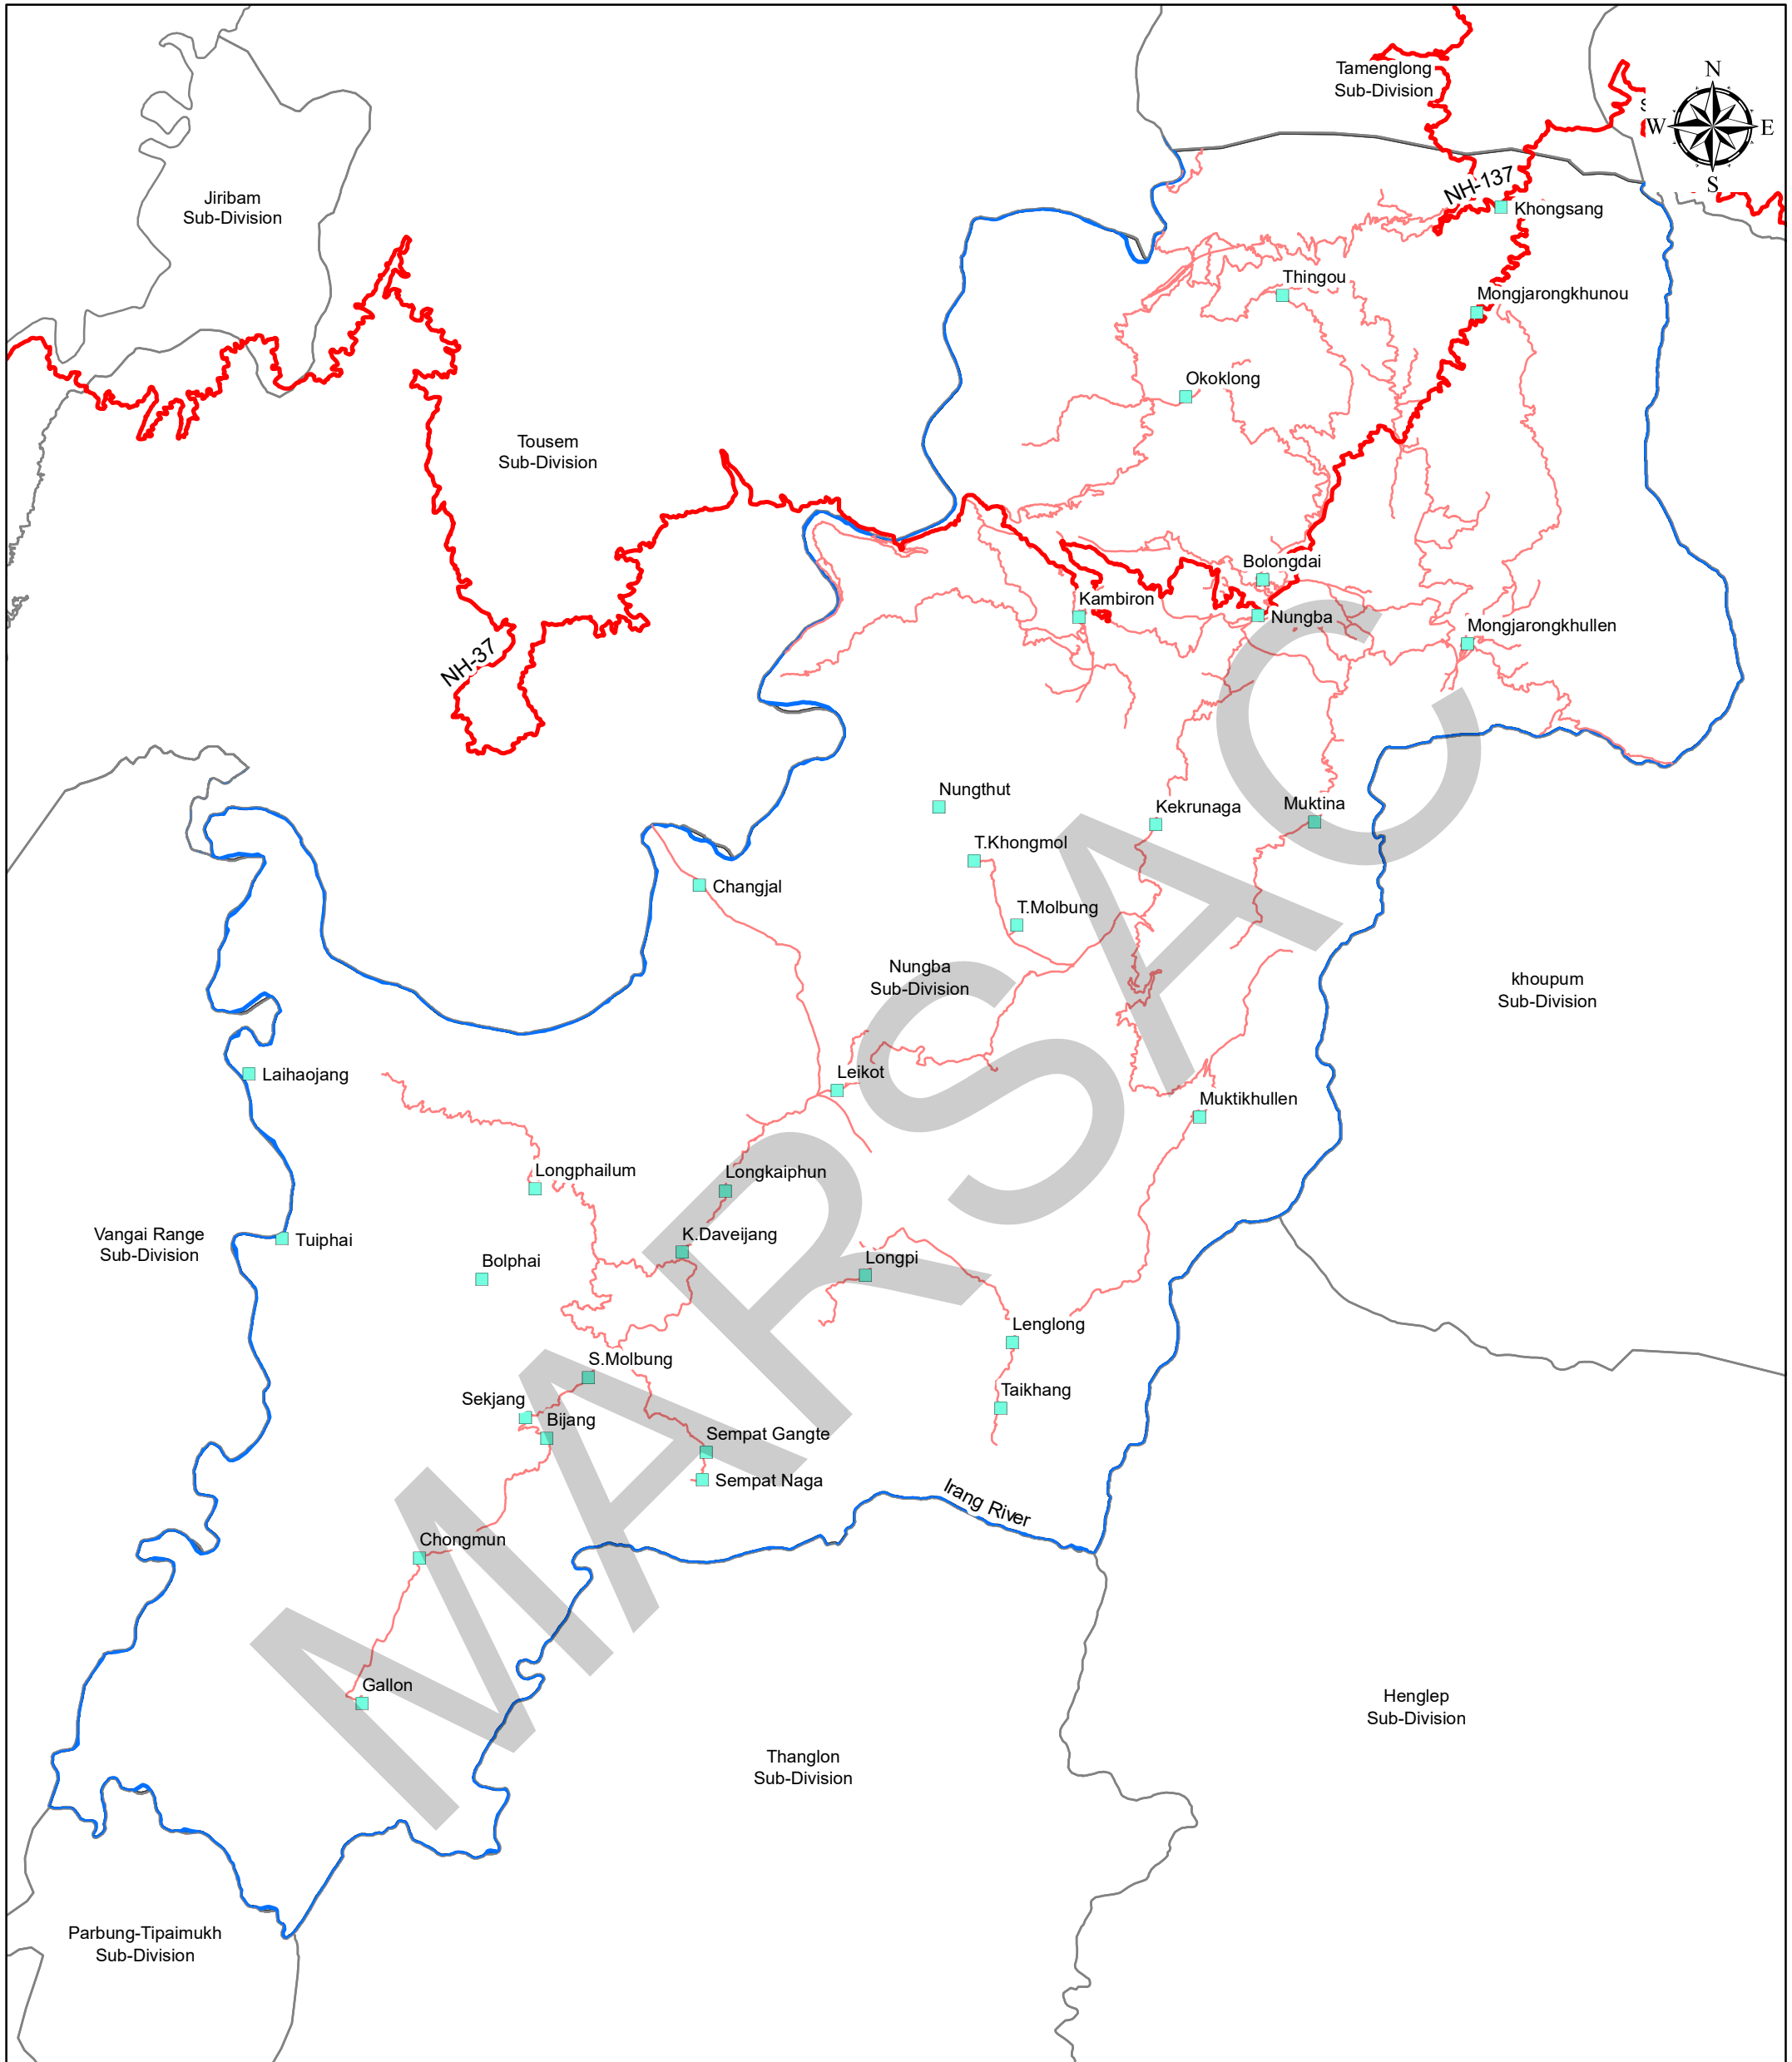 Tamenglong
Sub-Division
N
W
E
S
Jiribam
Sub-Division
NH-137
Khongsang
Thingou
Mongjarongkhunou
Okoklong
Tousem
Sub-Division
Bolongdai
Kambiron
Nungba
Mongjarongkhullen
NH-37
Nungthut
Kekrunaga
Muktina
T.Khongmol
Changjal
T.Molbung
Nungba
Sub-Division
khoupum
Sub-Division
Leikot
Laihaojang
Muktikhullen
Longphailum
Longkaiphun
Vangai Range
Sub-Division
Tuiphai
K.Daveijang
Bolphai
Longpi
Lenglong
S.Molbung
Taikhang
Sekjang
Bijang
Sempat Gangte
Sempat Naga
Irang River
Chongmun
Gallon
Henglep
Sub-Division
Thanglon
Sub-Division
Parbung-Tipaimukh
Sub-Division
MARSAC